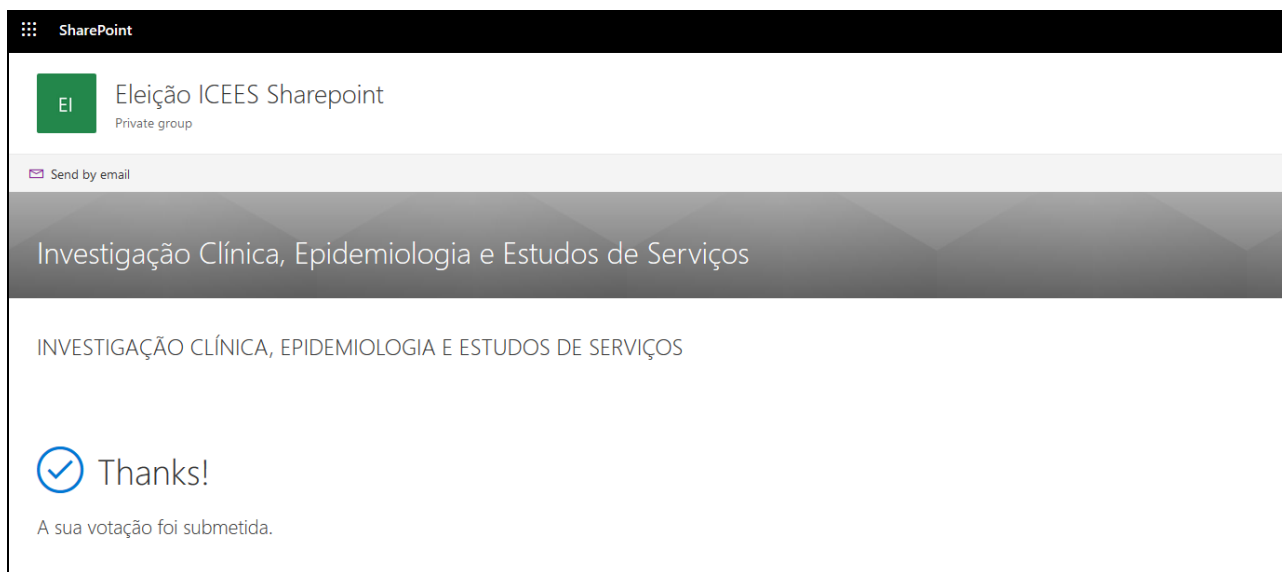 SharePoint
EI
Eleição ICEES Sharepoint
Private group
Send by email
Investigação Clínica, Epidemiologia e Estudos de Serviços
INVESTIGAÇÃO CLÍNICA, EPIDEMIOLOGIA E ESTUDOS DE SERVIÇOS
Thanks!
A sua votação foi submetida.